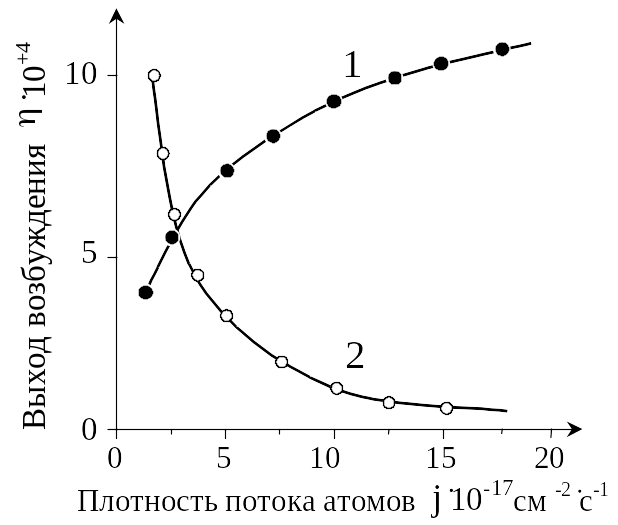 Выход возбуждения η·10⁺⁴
10
5
0
1
2
0 5 10 15 20
Плотность потока атомов j·10⁻¹⁷см⁻²·с⁻¹